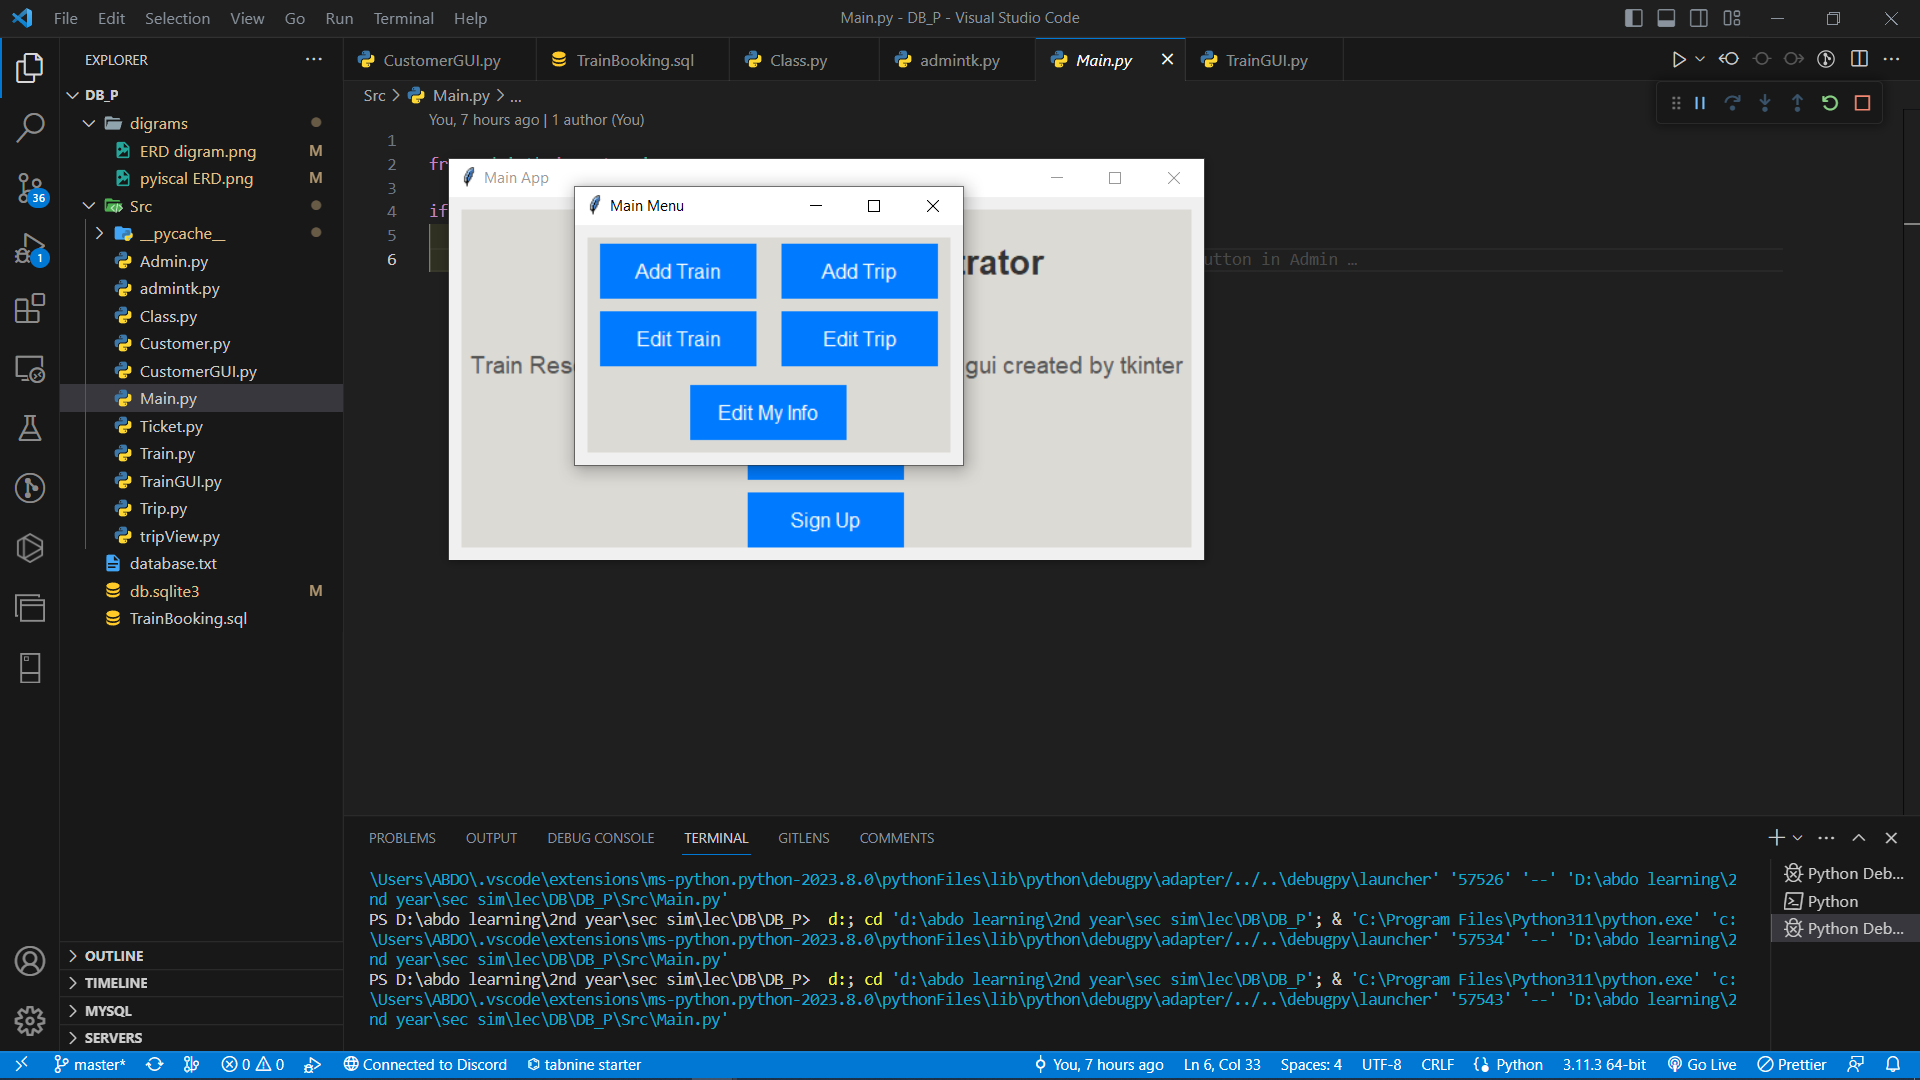 File Edit Selection View Go Run Terminal Help
Main.py - DB_P - Visual Studio Code
EXPLORER
DB_P
digrams
ERD digram.png M
pyiscal ERD.png M
Src
__pycache__
Admin.py
admintk.py
Class.py
Customer.py
CustomerGUI.py
Main.py
Ticket.py
Train.py
TrainGUI.py
Trip.py
tripView.py
database.txt
db.sqlite3 M
TrainBooking.sql
OUTLINE
TIMELINE
MYSQL
SERVERS
36
1
CustomerGUI.py TrainBooking.sql Class.py admintk.py Main.py TrainGUI.py
Src > Main.py > ...
You, 7 hours ago | 1 author (You)
1
2
3
4 if
5
6
utton in Admin …
Main App
trator
gui created by tkinter
Sign Up
Main Menu
Add Train Add Trip
Edit Train Edit Trip
Edit My Info
Train
PROBLEMS OUTPUT DEBUG CONSOLE TERMINAL GITLENS COMMENTS
\Users\ABDO\.vscode\extensions\ms-python.python-2023.8.0\pythonFiles\lib\python\debugpy\adapter/../..\debugpy\launcher' '57526' '--' 'D:\abdo learning\2
nd year\sec sim\lec\DB\DB_P\Src\Main.py'
PS D:\abdo learning\2nd year\sec sim\lec\DB\DB_P> d:; cd 'd:\abdo learning\2nd year\sec sim\lec\DB\DB_P'; & 'C:\Program Files\Python311\python.exe' 'c:
\Users\ABDO\.vscode\extensions\ms-python.python-2023.8.0\pythonFiles\lib\python\debugpy\adapter/../..\debugpy\launcher' '57534' '--' 'D:\abdo learning\2
nd year\sec sim\lec\DB\DB_P\Src\Main.py'
PS D:\abdo learning\2nd year\sec sim\lec\DB\DB_P> d:; cd 'd:\abdo learning\2nd year\sec sim\lec\DB\DB_P'; & 'C:\Program Files\Python311\python.exe' 'c:
\Users\ABDO\.vscode\extensions\ms-python.python-2023.8.0\pythonFiles\lib\python\debugpy\adapter/../..\debugpy\launcher' '57543' '--' 'D:\abdo learning\2
nd year\sec sim\lec\DB\DB_P\Src\Main.py'
Python Deb...
Python
Python Deb...
master* 0 0 Connected to Discord tabnine starter You, 7 hours ago Ln 6, Col 33 Spaces: 4 UTF-8 CRLF Python 3.11.3 64-bit Go Live Prettier